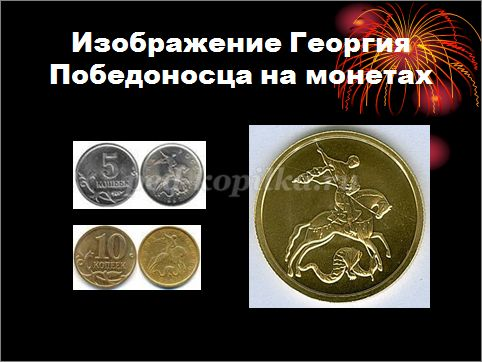 Изображение Георгия
Победоносца на монетах
5
КОПЕЕК
10
КОПЕЕК